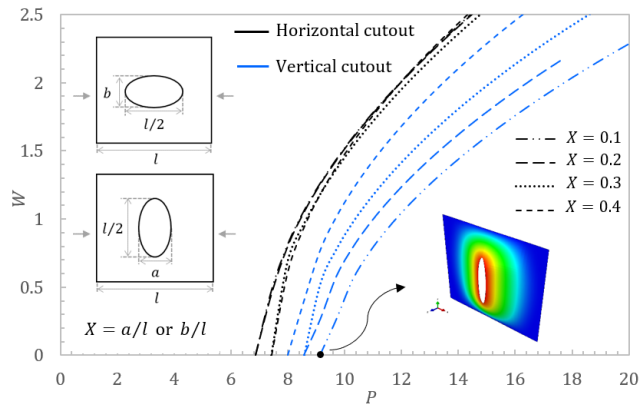 2.5
2
1.5
1
0.5
0
W
0 2 4 6 8 10 12 14 16 18 20
P
Horizontal cutout
Vertical cutout
b
l/2
l
l/2
a
l
X = a/l or b/l
X = 0.1
X = 0.2
X = 0.3
X = 0.4